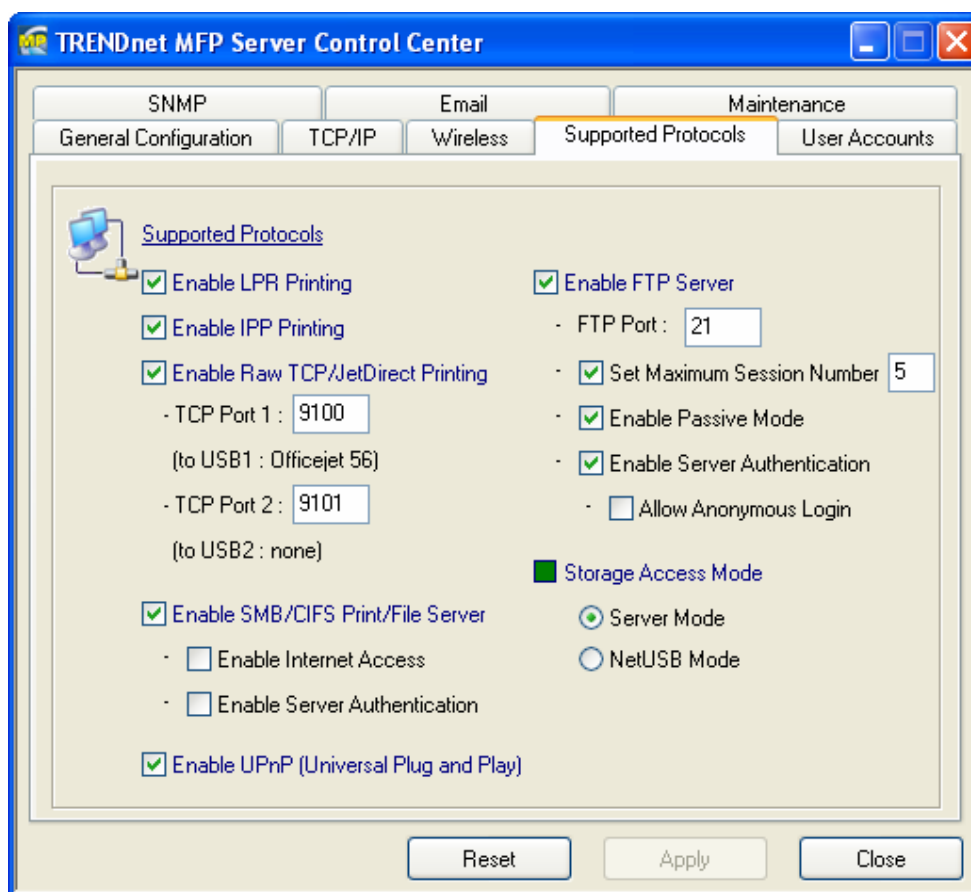 TRENDnet MFP Server Control Center
SNMP
Email
Maintenance
General Configuration
TCP/IP
Wireless
Supported Protocols
User Accounts
Supported Protocols
Enable LPR Printing
Enable IPP Printing
Enable Raw TCP/JetDirect Printing
- TCP Port 1 : 9100
(to USB1 : Officejet 56)
- TCP Port 2 : 9101
(to USB2 : none)
Enable SMB/CIFS Print/File Server
- Enable Internet Access
- Enable Server Authentication
Enable UPnP (Universal Plug and Play)
Enable FTP Server
- FTP Port : 21
- Set Maximum Session Number 5
- Enable Passive Mode
- Enable Server Authentication
- Allow Anonymous Login
Storage Access Mode
Server Mode
NetUSB Mode
Reset
Apply
Close